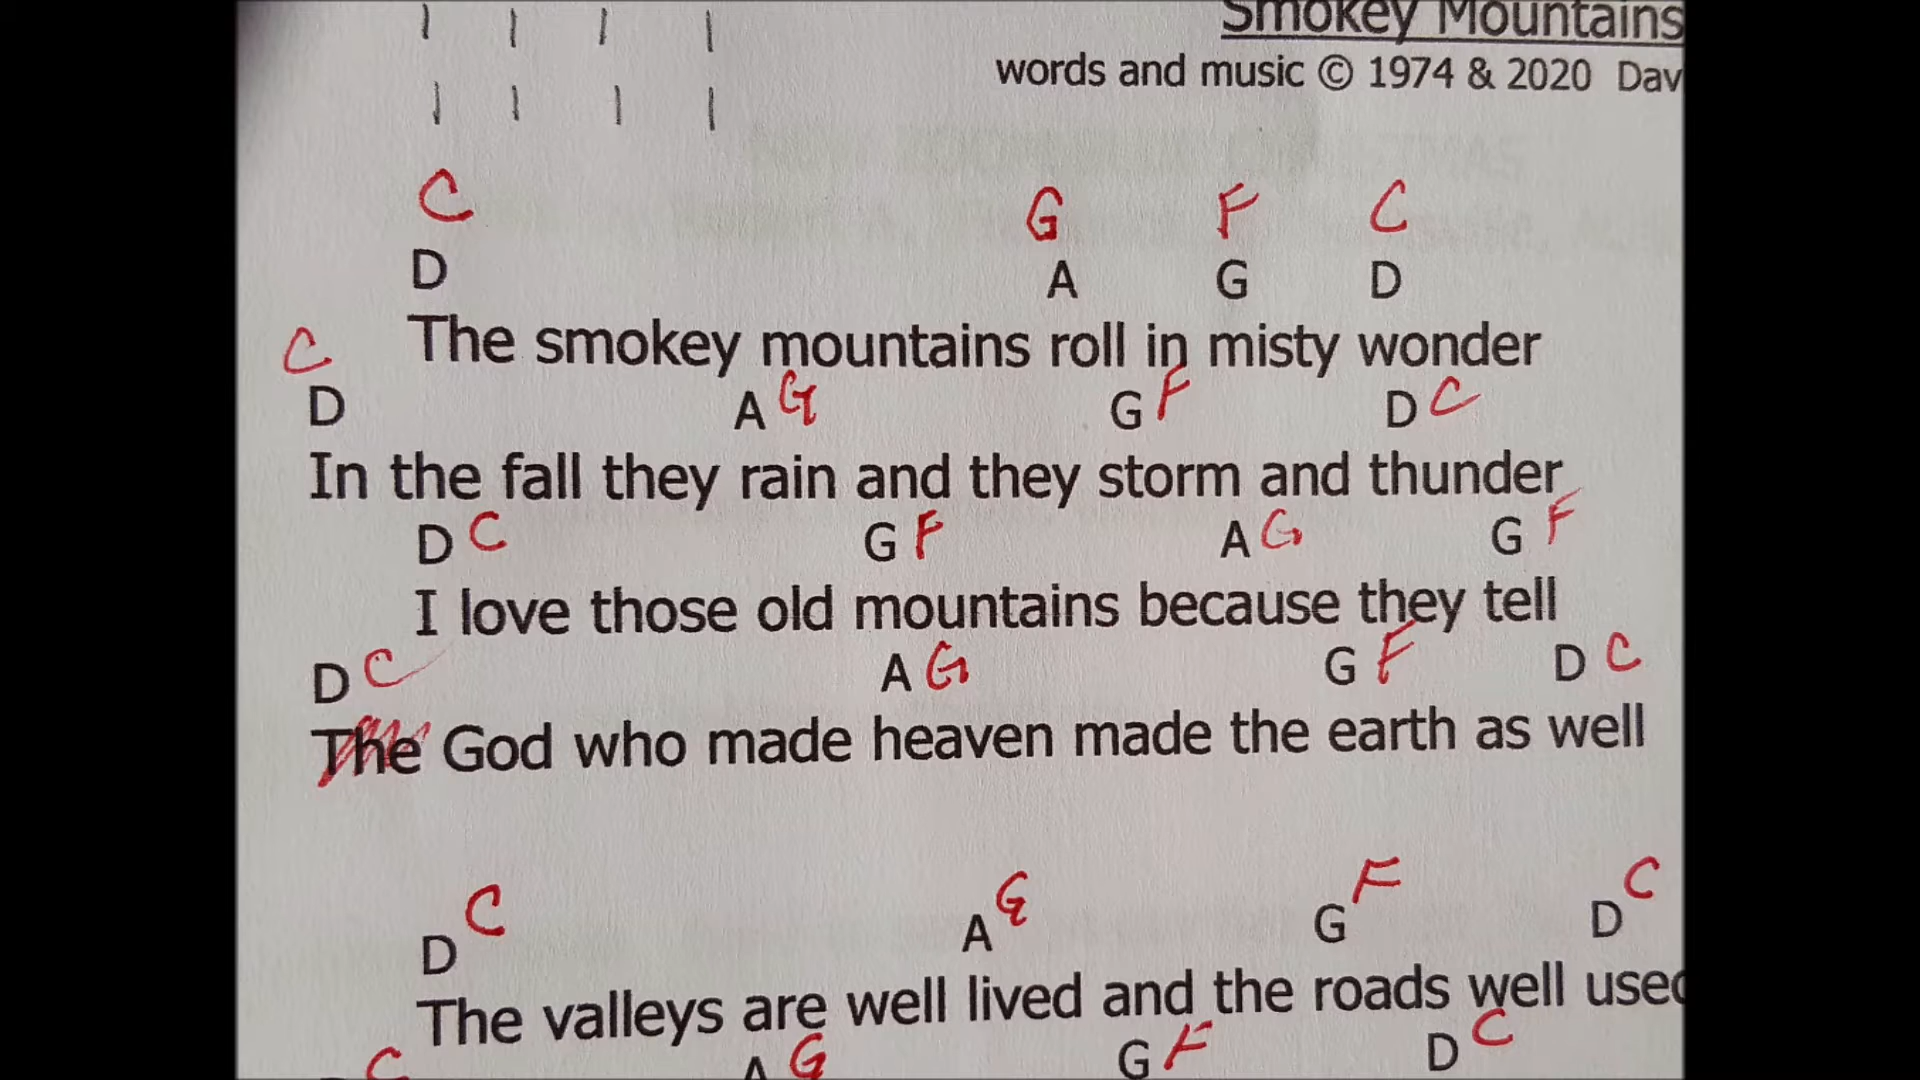 Smokey Mountains
words and music © 1974 & 2020 Dav
C G F C
D A G D
The smokey mountains roll in misty wonder
C
D A G G F D C
In the fall they rain and they storm and thunder
D C G F A G G F
I love those old mountains because they tell
D C A G G F D C
The God who made heaven made the earth as well
C G F C
D A G D
The valleys are well lived and the roads well used
C A G G F D C